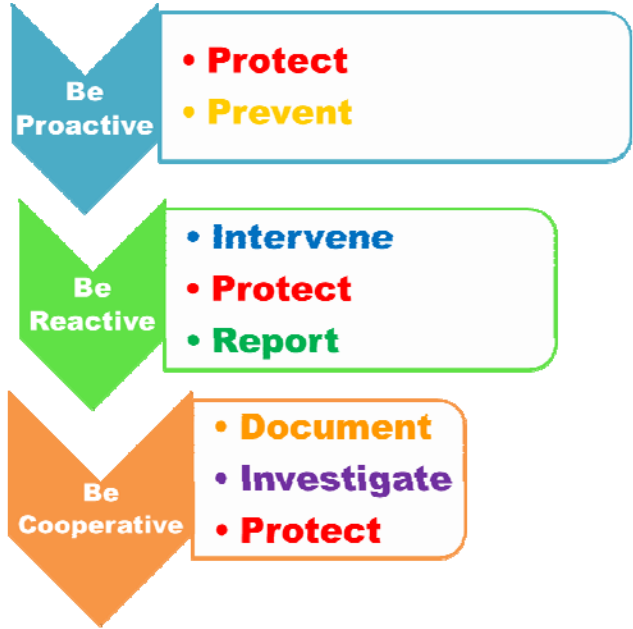 Be
Proactive
• Protect
• Prevent
Be
Reactive
• Intervene
• Protect
• Report
Be
Cooperative
• Document
• Investigate
• Protect